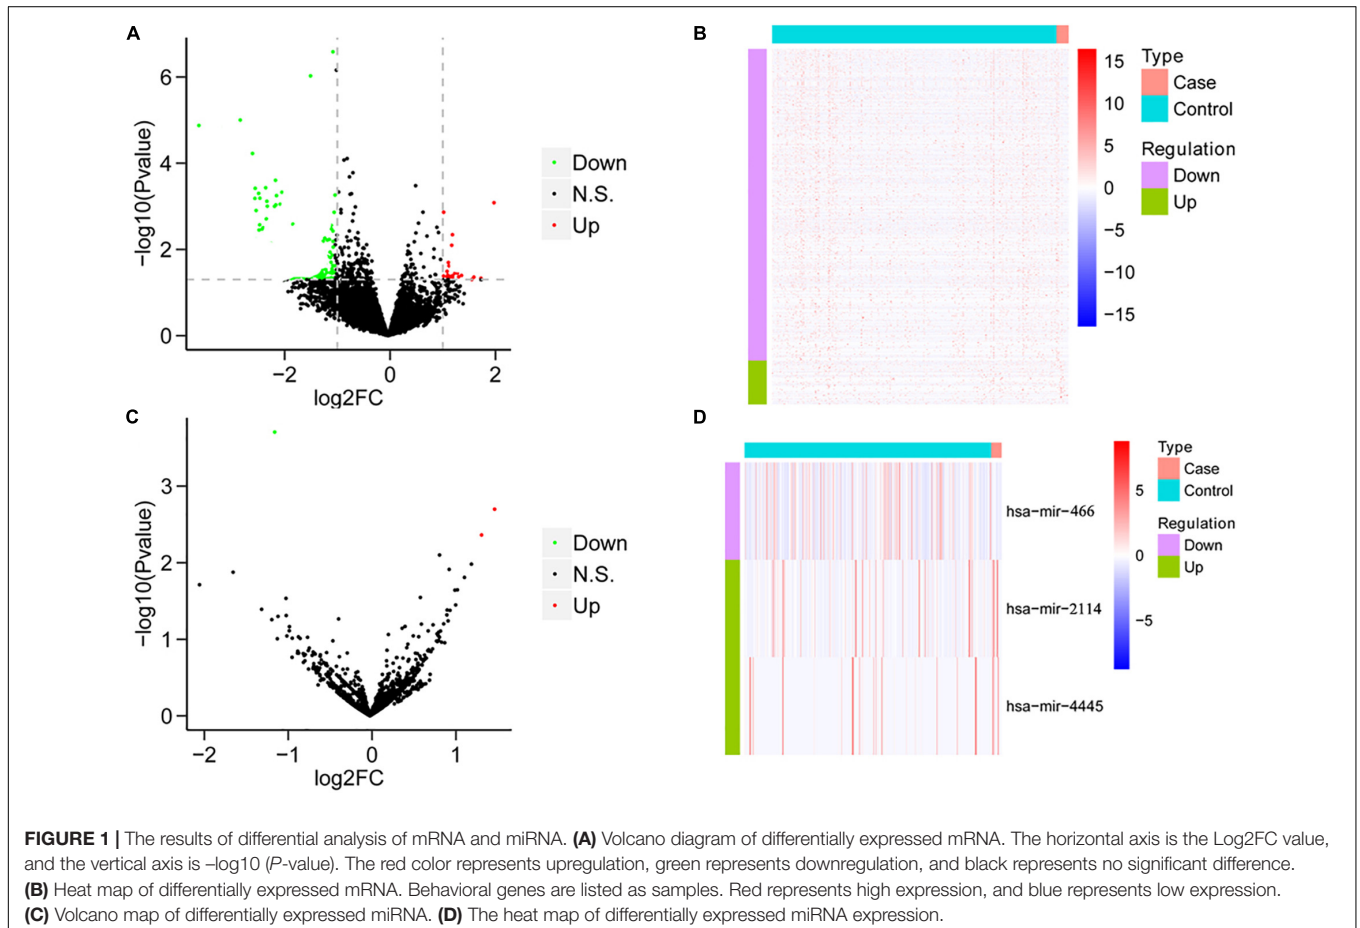 A
−log10(Pvalue)
6
4
2
0
−2
0
2
log2FC
Down
N.S.
Up
B
15
10
5
0
−5
−10
−15
Type
Case
Control
Regulation
Down
Up
C
−log10(Pvalue)
3
2
1
0
−2
−1
0
1
log2FC
Down
N.S.
Up
D
hsa−mir−466
hsa−mir−2114
hsa−mir−4445
5
0
−5
Type
Case
Control
Regulation
Down
Up
FIGURE 1 | The results of differential analysis of mRNA and miRNA. (A) Volcano diagram of differentially expressed mRNA. The horizontal axis is the Log2FC value,
and the vertical axis is –log10 (P-value). The red color represents upregulation, green represents downregulation, and black represents no significant difference.
(B) Heat map of differentially expressed mRNA. Behavioral genes are listed as samples. Red represents high expression, and blue represents low expression.
(C) Volcano map of differentially expressed miRNA. (D) The heat map of differentially expressed miRNA expression.